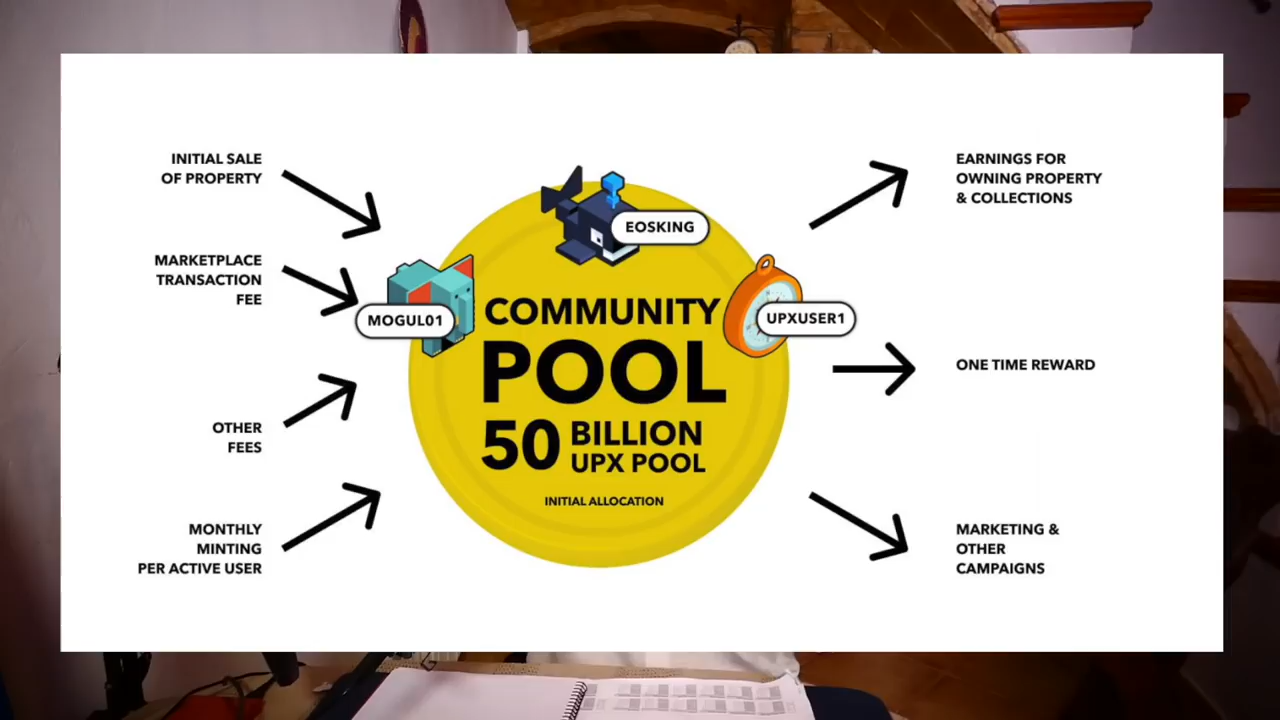 INITIAL SALE
OF PROPERTY
MARKETPLACE
TRANSACTION
FEE
OTHER
FEES
MONTHLY
MINTING
PER ACTIVE USER
EOSKING
MOGUL01
UPXUSER1
COMMUNITY
POOL
50 BILLION
UPX POOL
INITIAL ALLOCATION
EARNINGS FOR
OWNING PROPERTY
& COLLECTIONS
ONE TIME REWARD
MARKETING &
OTHER
CAMPAIGNS